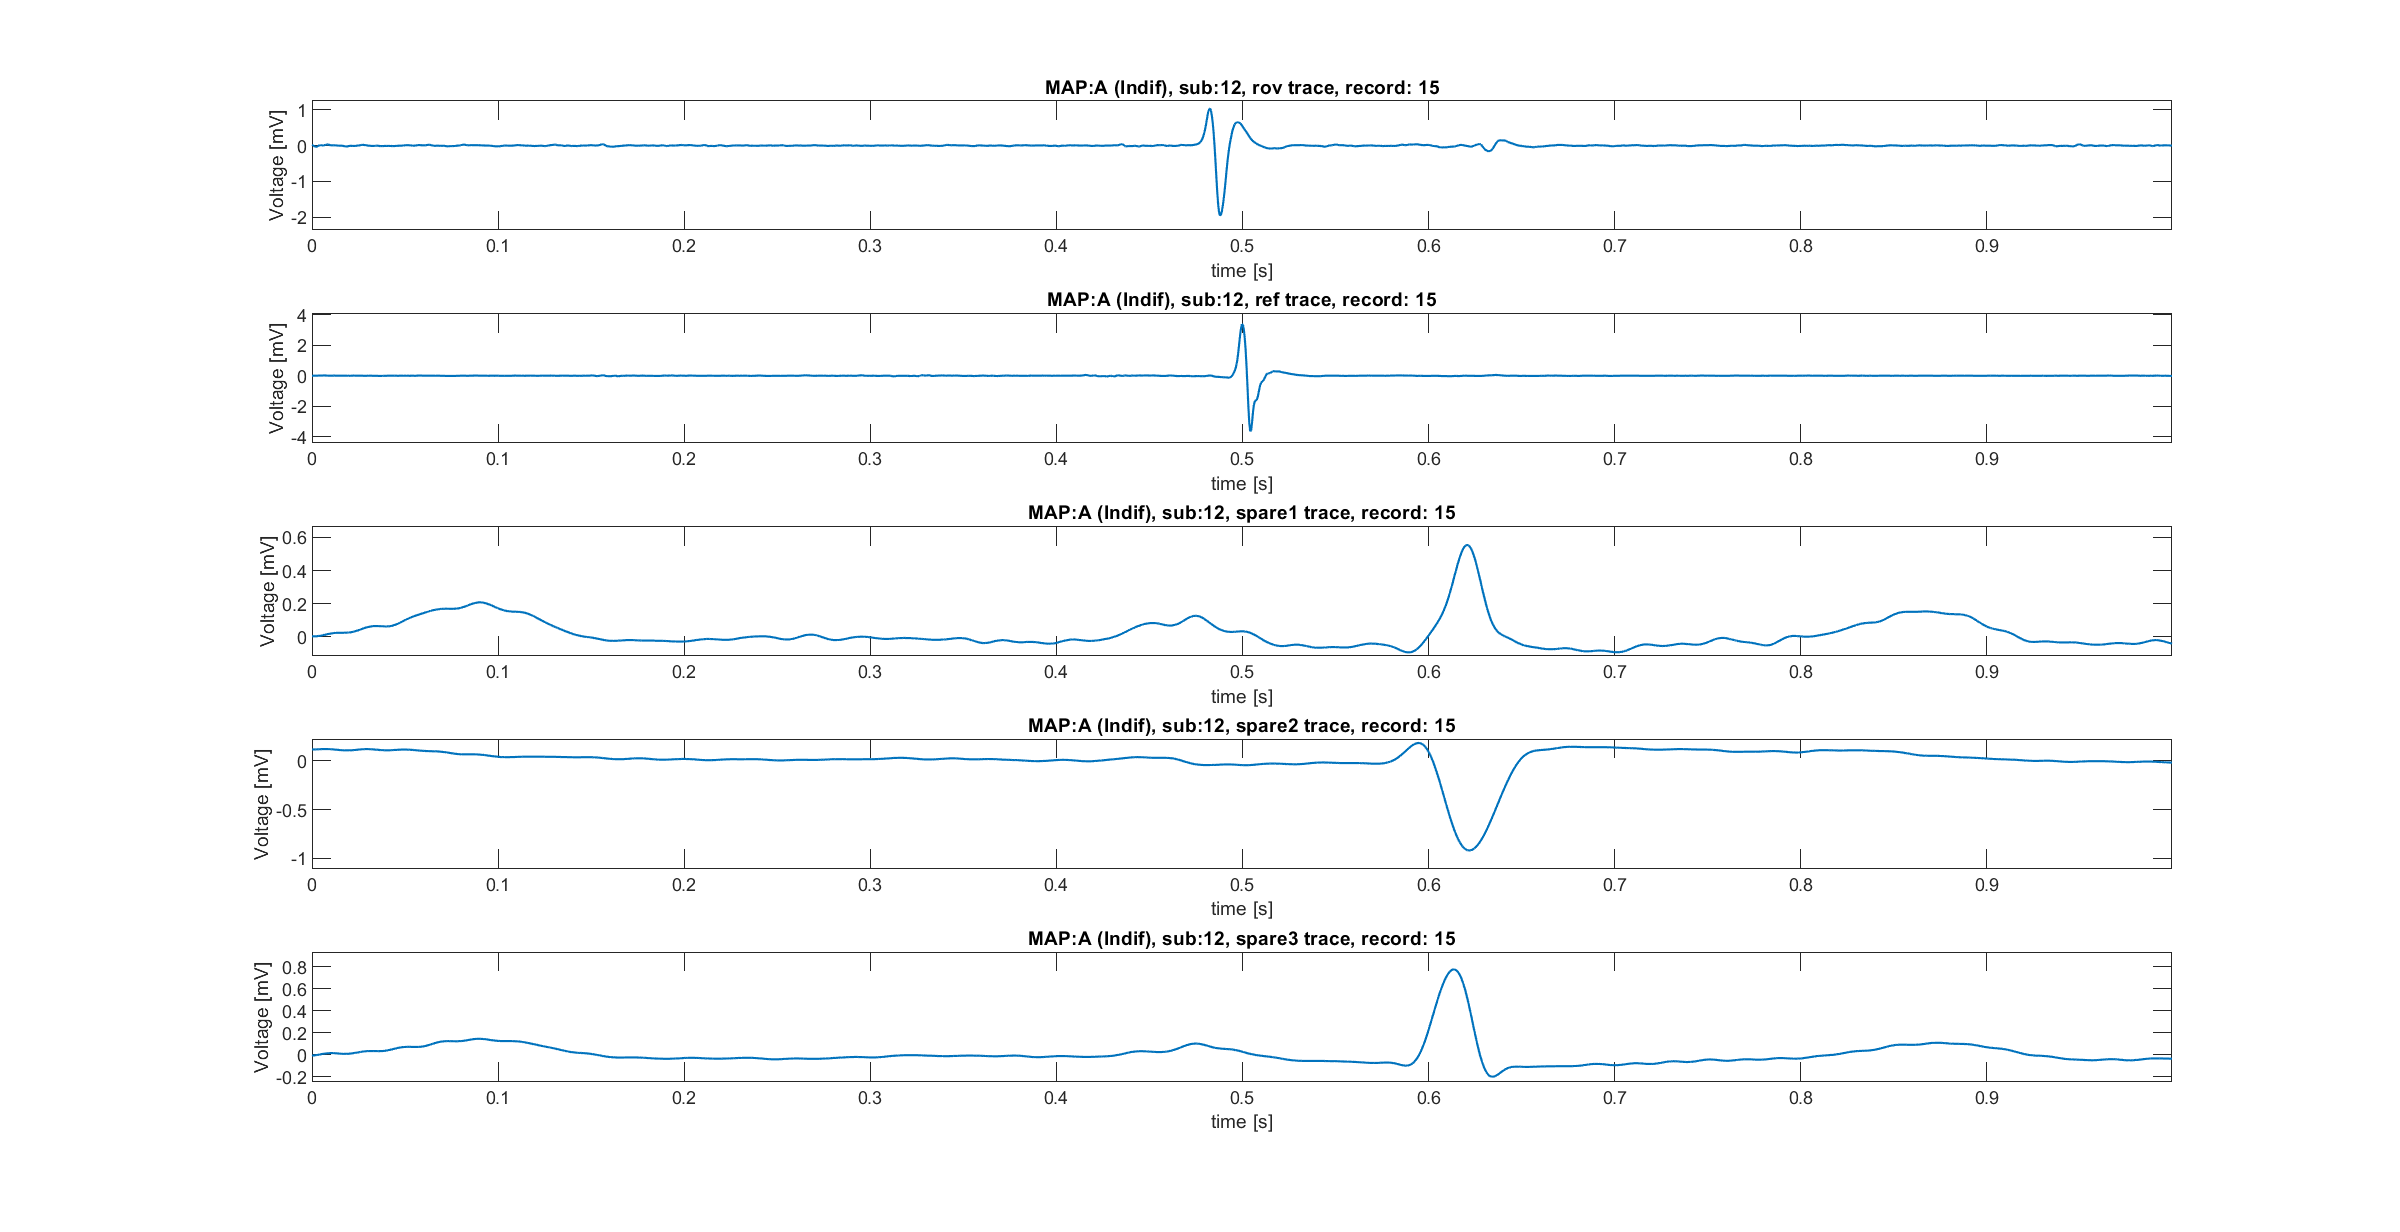 MAP:A (Indif), sub:12, rov trace, record: 15
Voltage [mV]
1
0
-1
-2
0 0.1 0.2 0.3 0.4 0.5 0.6 0.7 0.8 0.9
time [s]
MAP:A (Indif), sub:12, ref trace, record: 15
Voltage [mV]
4
2
0
-2
-4
0 0.1 0.2 0.3 0.4 0.5 0.6 0.7 0.8 0.9
time [s]
MAP:A (Indif), sub:12, spare1 trace, record: 15
Voltage [mV]
0.6
0.4
0.2
0
0 0.1 0.2 0.3 0.4 0.5 0.6 0.7 0.8 0.9
time [s]
MAP:A (Indif), sub:12, spare2 trace, record: 15
Voltage [mV]
0
-0.5
-1
0 0.1 0.2 0.3 0.4 0.5 0.6 0.7 0.8 0.9
time [s]
MAP:A (Indif), sub:12, spare3 trace, record: 15
Voltage [mV]
0.8
0.6
0.4
0.2
0
-0.2
0 0.1 0.2 0.3 0.4 0.5 0.6 0.7 0.8 0.9
time [s]